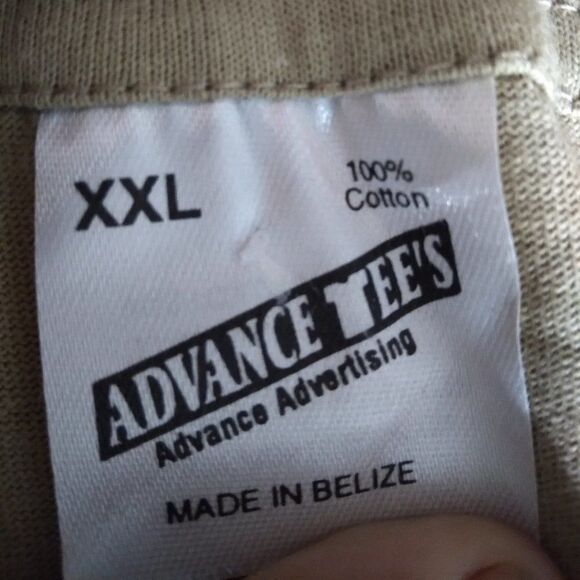 XXL
100%
Cotton
ADVANCE TEE'S
Advance Advertising
MADE IN BELIZE